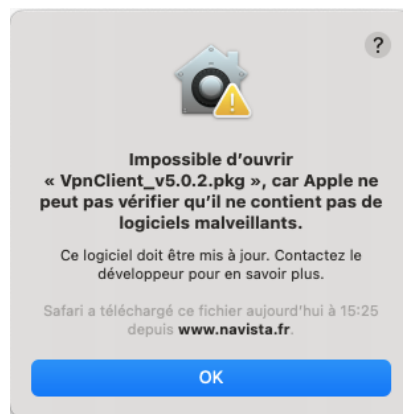 ?
Impossible d'ouvrir
« VpnClient_v5.0.2.pkg », car Apple ne
peut pas vérifier qu'il ne contient pas de
logiciels malveillants.
Ce logiciel doit être mis à jour. Contactez le
développeur pour en savoir plus.
Safari a téléchargé ce fichier aujourd'hui à 15:25
depuis www.navista.fr.
OK